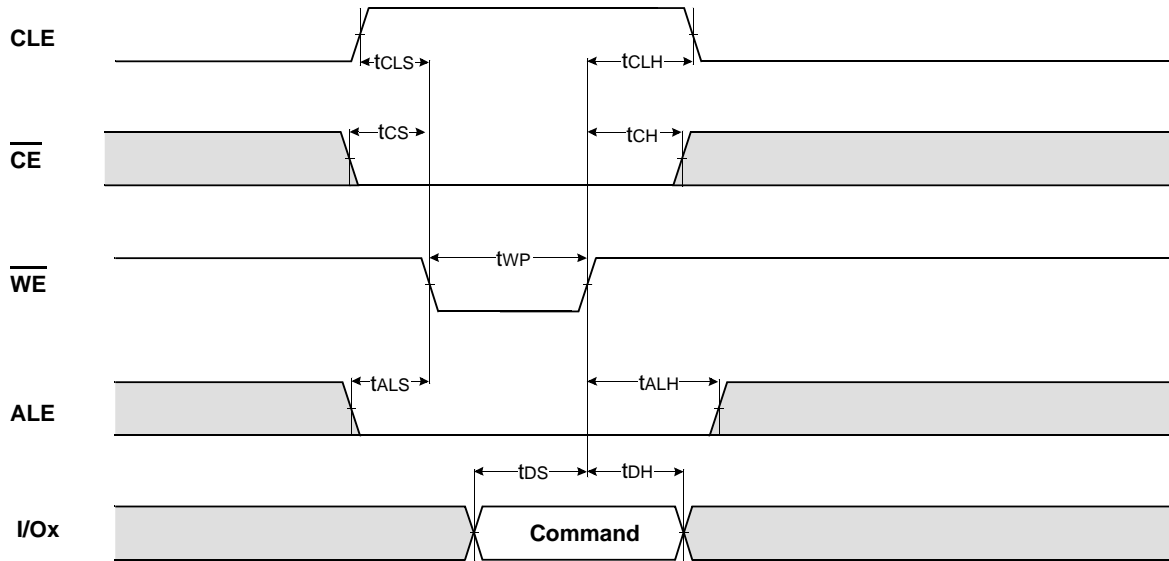 CLE
tCLS
tCLH
CE
tCS
tCH
WE
tWP
ALE
tALS
tALH
I/Ox
tDS
tDH
Command